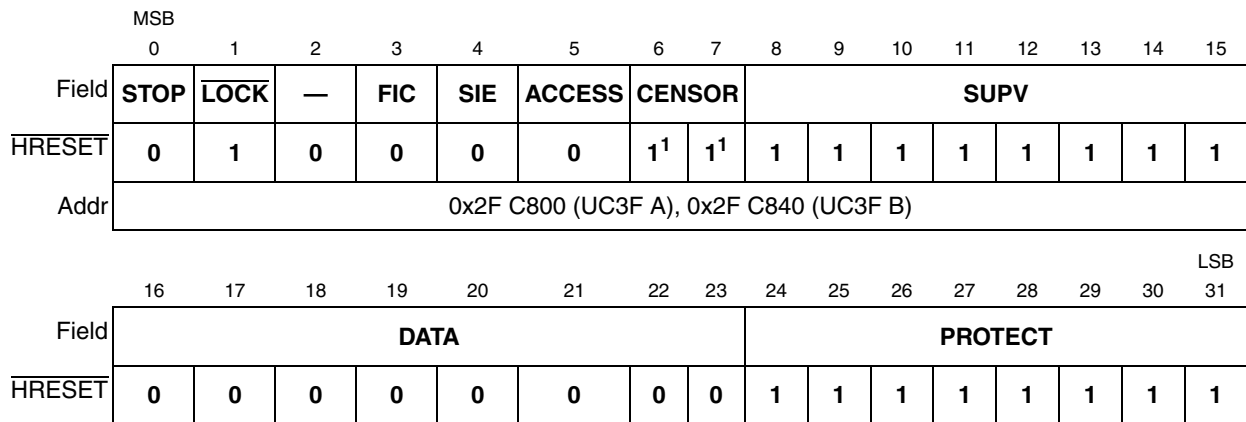 MSB
0 1 2 3 4 5 6 7 8 9 10 11 12 13 14 15
Field STOP LOCK — FIC SIE ACCESS CENSOR SUPV
HRESET 0 1 0 0 0 0 1¹ 1¹ 1 1 1 1 1 1 1 1
Addr 0x2F C800 (UC3F A), 0x2F C840 (UC3F B)
LSB
16 17 18 19 20 21 22 23 24 25 26 27 28 29 30 31
Field DATA PROTECT
HRESET 0 0 0 0 0 0 0 0 1 1 1 1 1 1 1 1